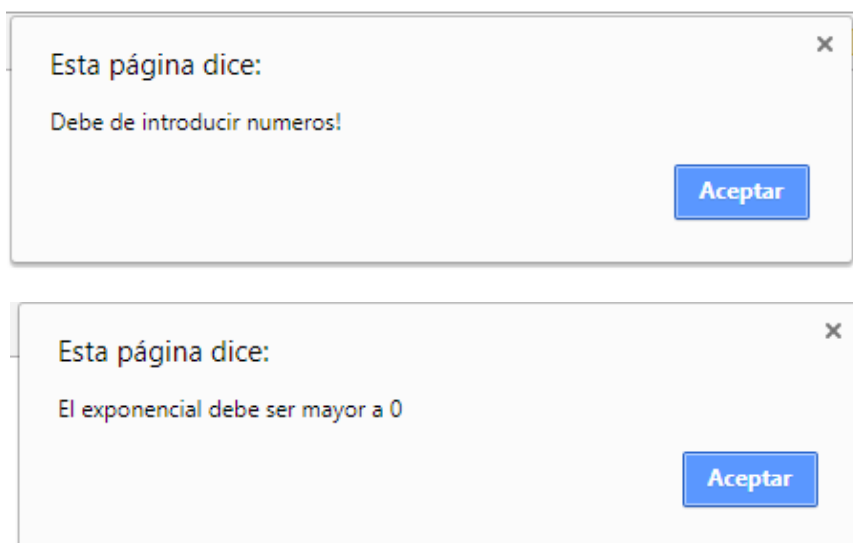 Esta página dice:
Debe de introducir numeros!
Aceptar
Esta página dice:
El exponencial debe ser mayor a 0
Aceptar